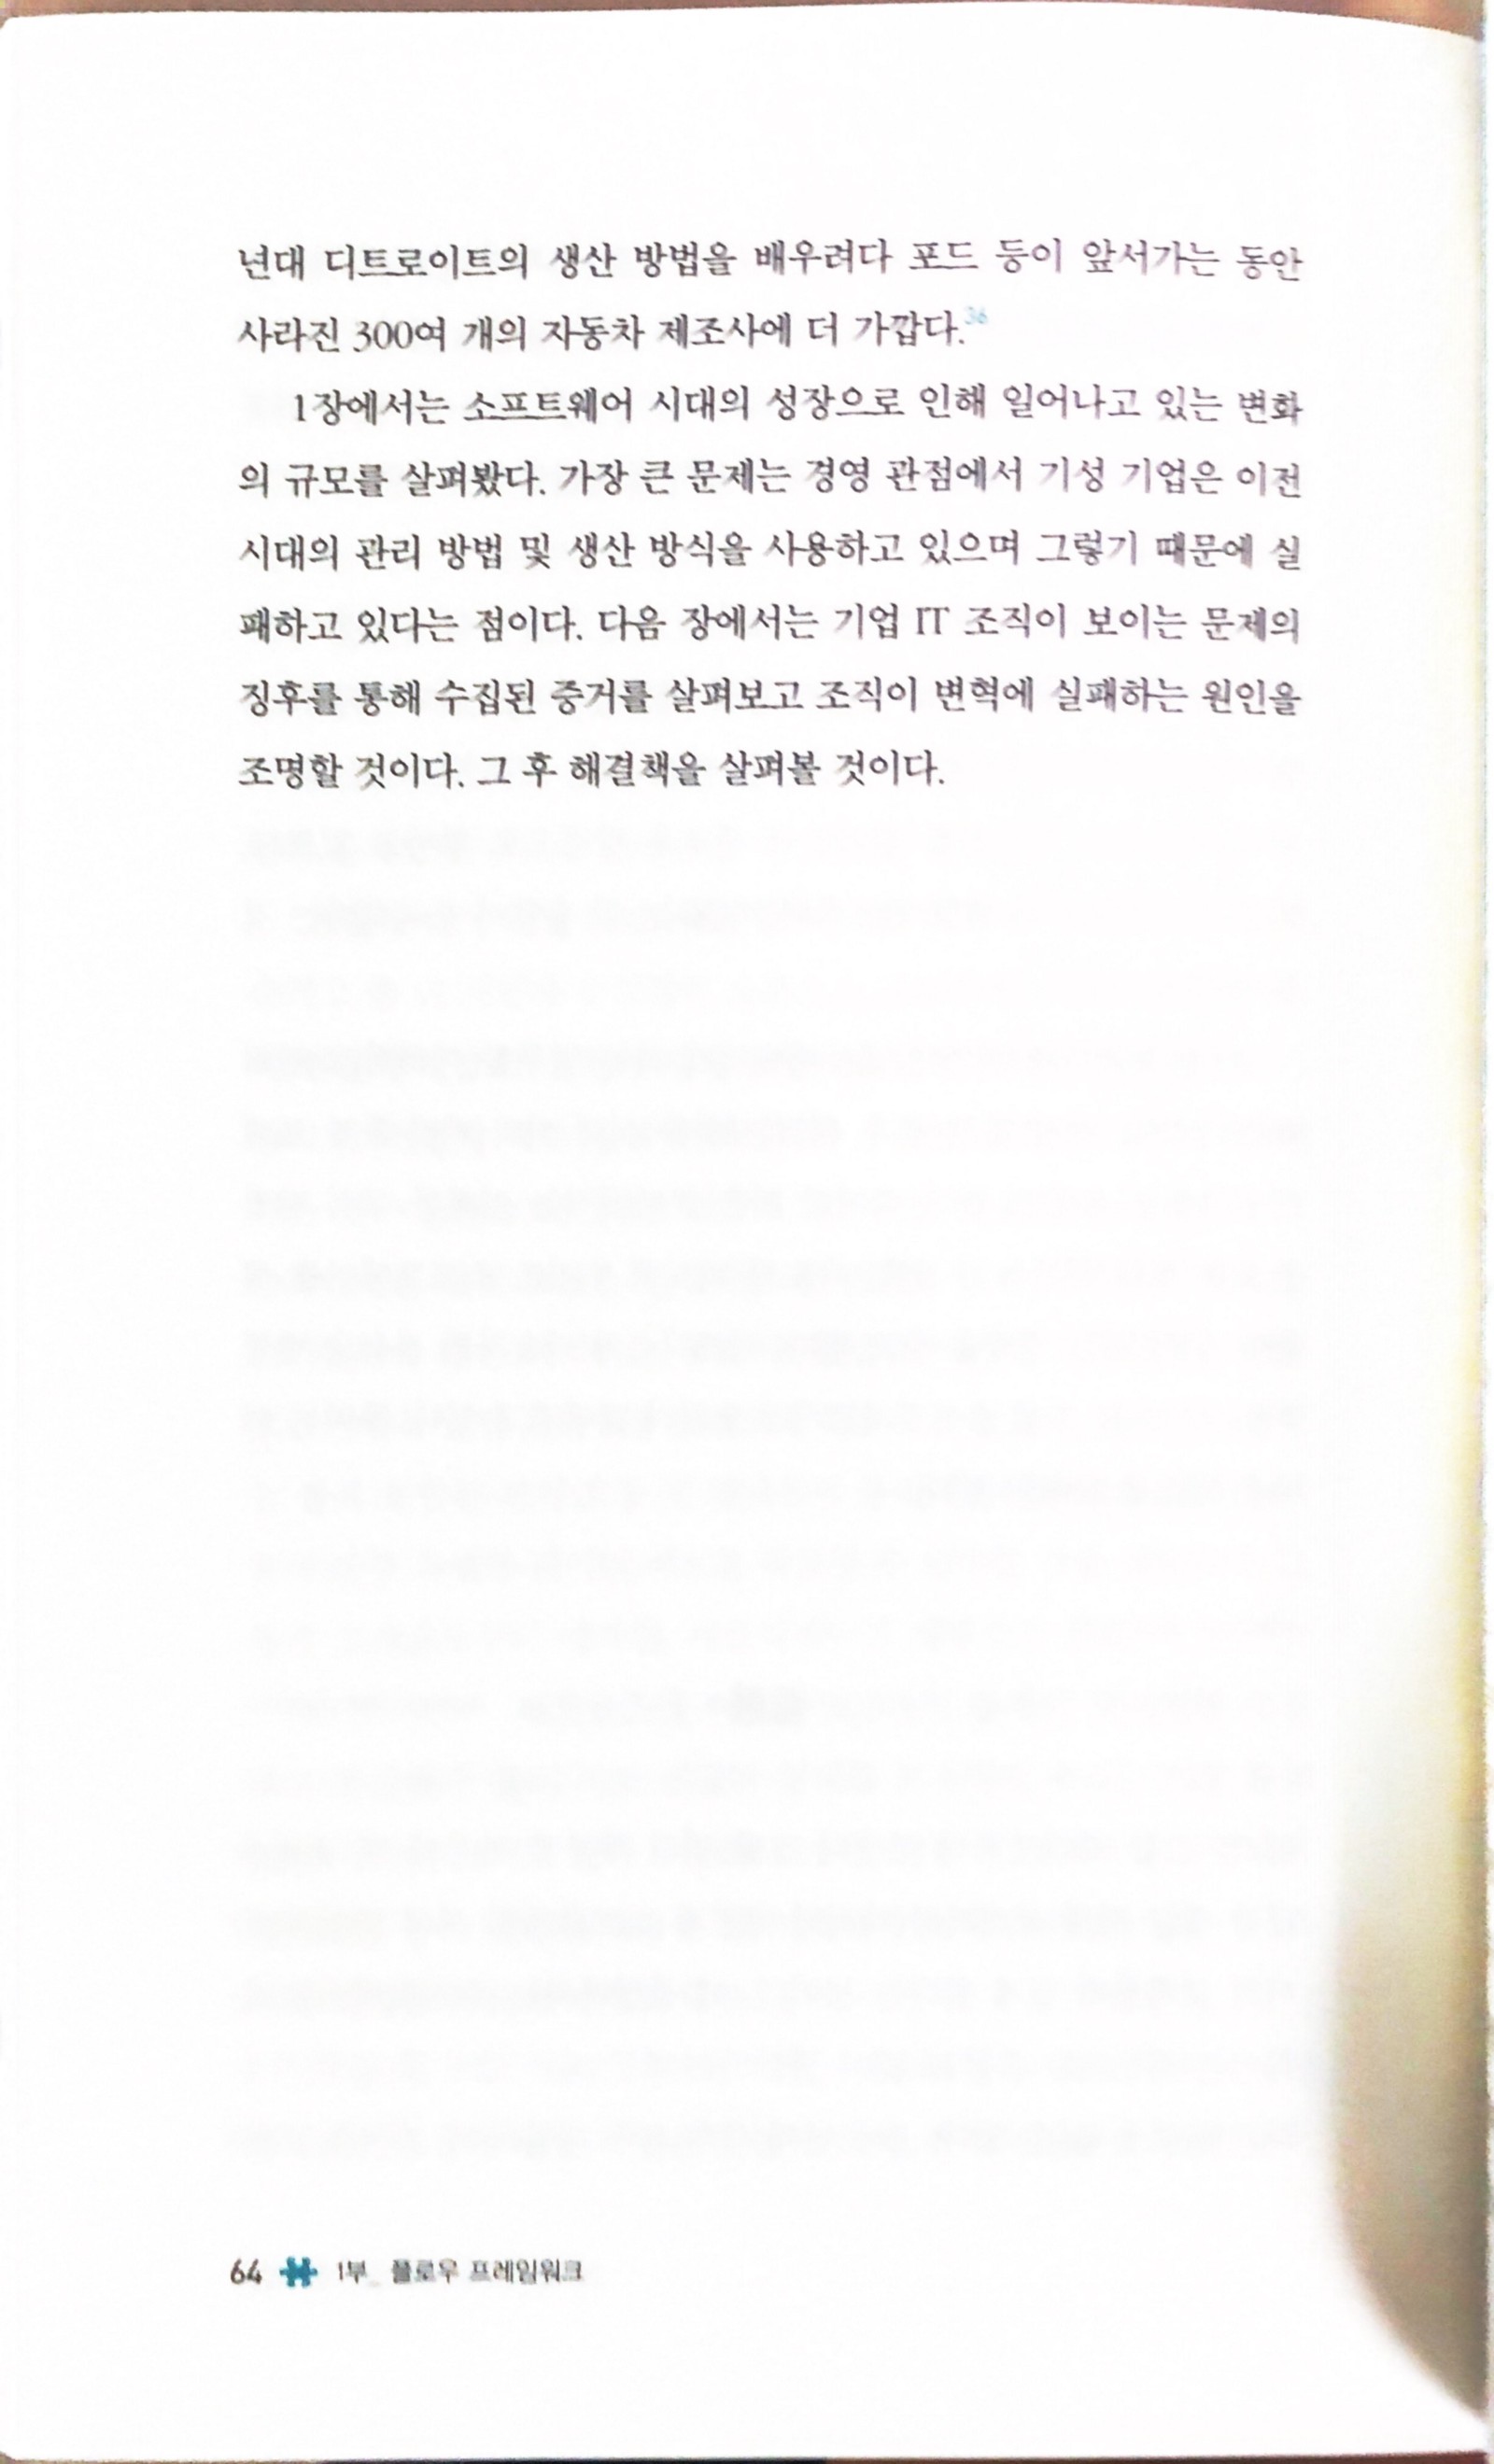 년대 디트로이트의 생산 방법을 배우려다 포드 등이 앞서가는 동안
사라진 300여 개의 자동차 제조사에 더 가깝다.36
1장에서는 소프트웨어 시대의 성장으로 인해 일어나고 있는 변화
의 규모를 살펴봤다. 가장 큰 문제는 경영 관점에서 기성 기업은 이전
시대의 관리 방법 및 생산 방식을 사용하고 있으며 그렇기 때문에 실
패하고 있다는 점이다. 다음 장에서는 기업 IT 조직이 보이는 문제의
징후를 통해 수집된 증거를 살펴보고 조직이 변혁에 실패하는 원인을
조명할 것이다. 그 후 해결책을 살펴볼 것이다.
64 1부_ 플로우 프레임워크